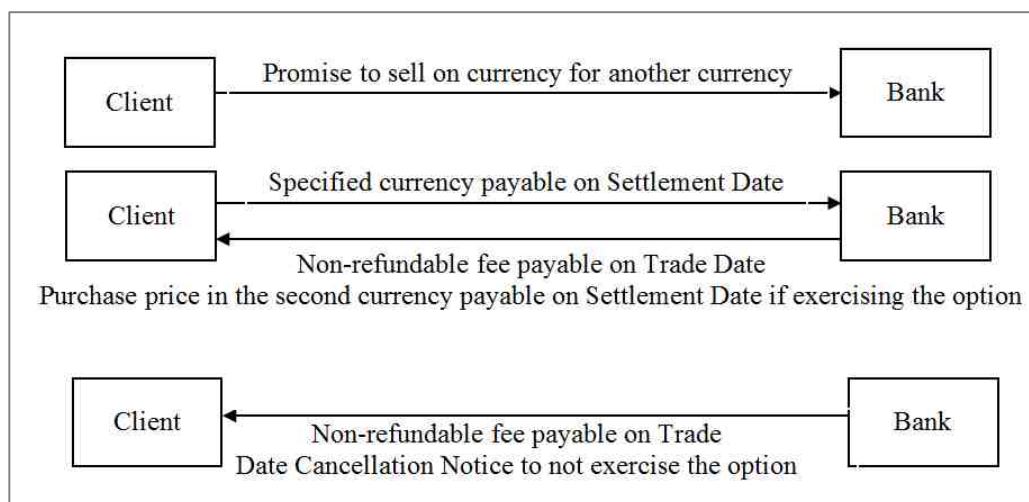 Promise to sell on currency for another currency
Client
Bank
Specified currency payable on Settlement Date
Client
Bank
Non-refundable fee payable on Trade Date
Purchase price in the second currency payable on Settlement Date if exercising the option
Client
Bank
Non-refundable fee payable on Trade
Date Cancellation Notice to not exercise the option